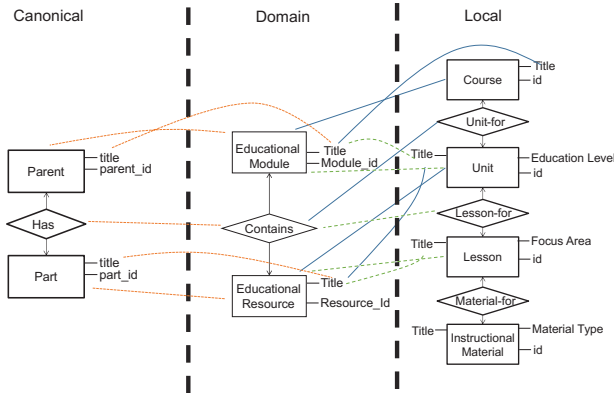 Canonical
Domain
Local
Parent
title
parent_id
Has
Part
title
part_id
Educational
Module
Title
Module_id
Contains
Educational
Resource
Title
Resource_Id
Course
Title
id
Unit-for
Title
Unit
Education Level
id
Lesson-for
Title
Lesson
Focus Area
id
Material-for
Title
Instructional
Material
Material Type
id